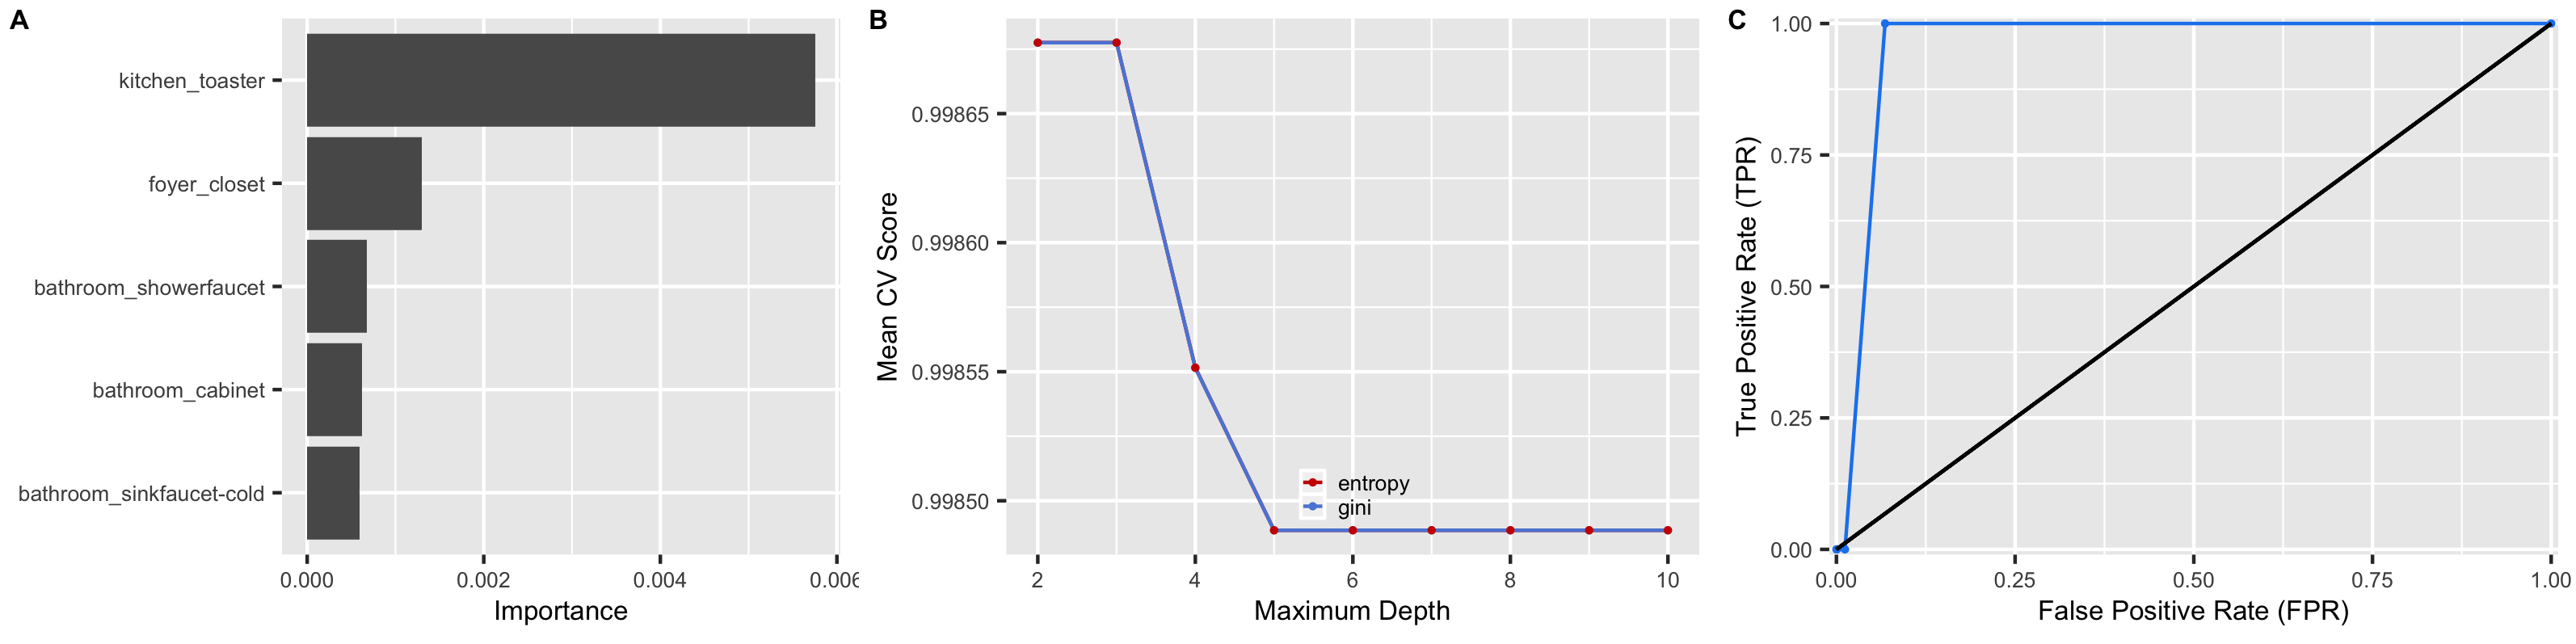 A
kitchen_toaster
foyer_closet
bathroom_showerfaucet
bathroom_cabinet
bathroom_sinkfaucet-cold
0.000 0.002 0.004 0.006
Importance
B
Mean CV Score
0.99865
0.99860
0.99855
0.99850
entropy
gini
2 4 6 8 10
Maximum Depth
C
True Positive Rate (TPR)
1.00
0.75
0.50
0.25
0.00
0.00 0.25 0.50 0.75 1.00
False Positive Rate (FPR)